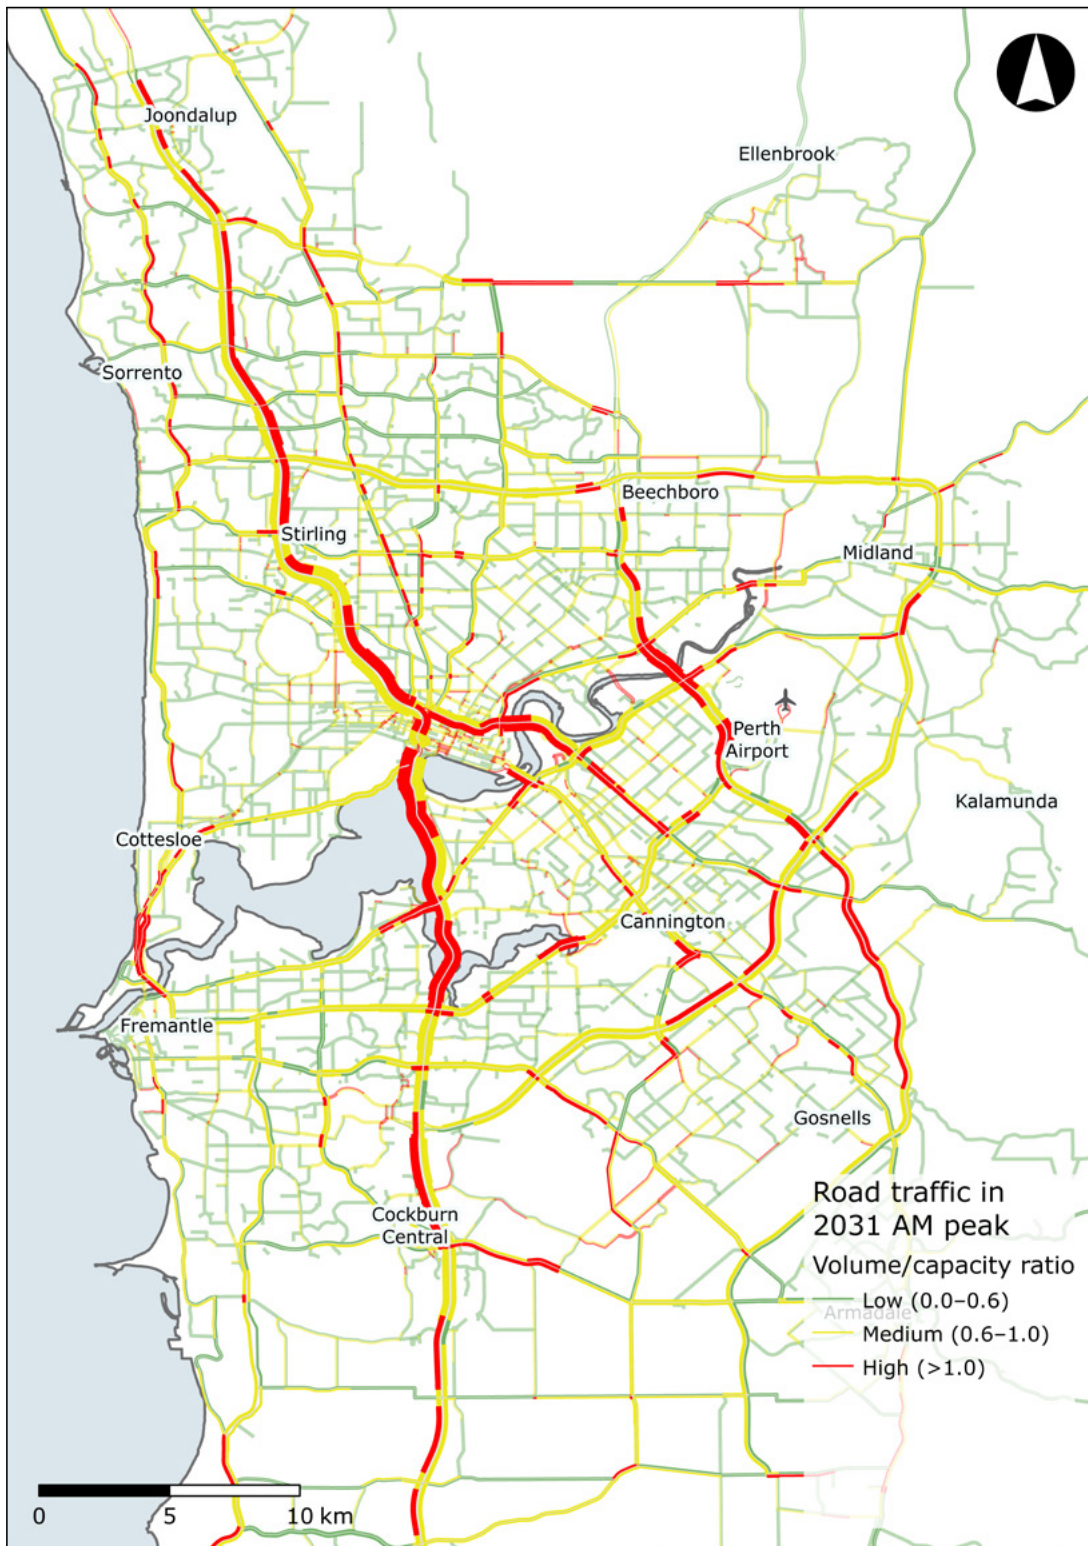 Joondalup
Ellenbrook
Sorrento
Beechboro
Stirling
Midland
Perth
Airport
Kalamunda
Cottesloe
Cannington
Fremantle
Gosnells
Cockburn
Central
Road traffic in
2031 AM peak
Volume/capacity ratio
Low (0.0–0.6)
Armadale
Medium (0.6–1.0)
High (>1.0)
0 5 10 km